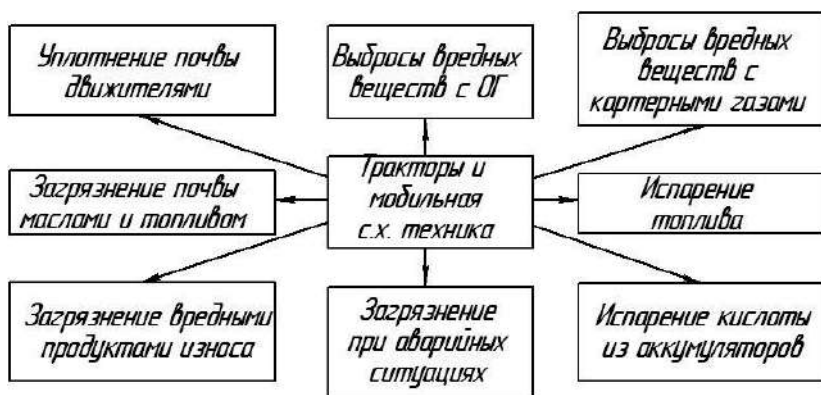 Уплотнение почвы
движителями
Выбросы вредных
веществ с ОГ
Выбросы вредных
веществ с
картерными газами
Загрязнение почвы
маслами и топливом
Тракторы и
мобильная
с.х. техника
Испарение
топлива
Загрязнение вредными
продуктами износа
Загрязнение
при аварийных
ситуациях
Испарение кислоты
из аккумуляторов